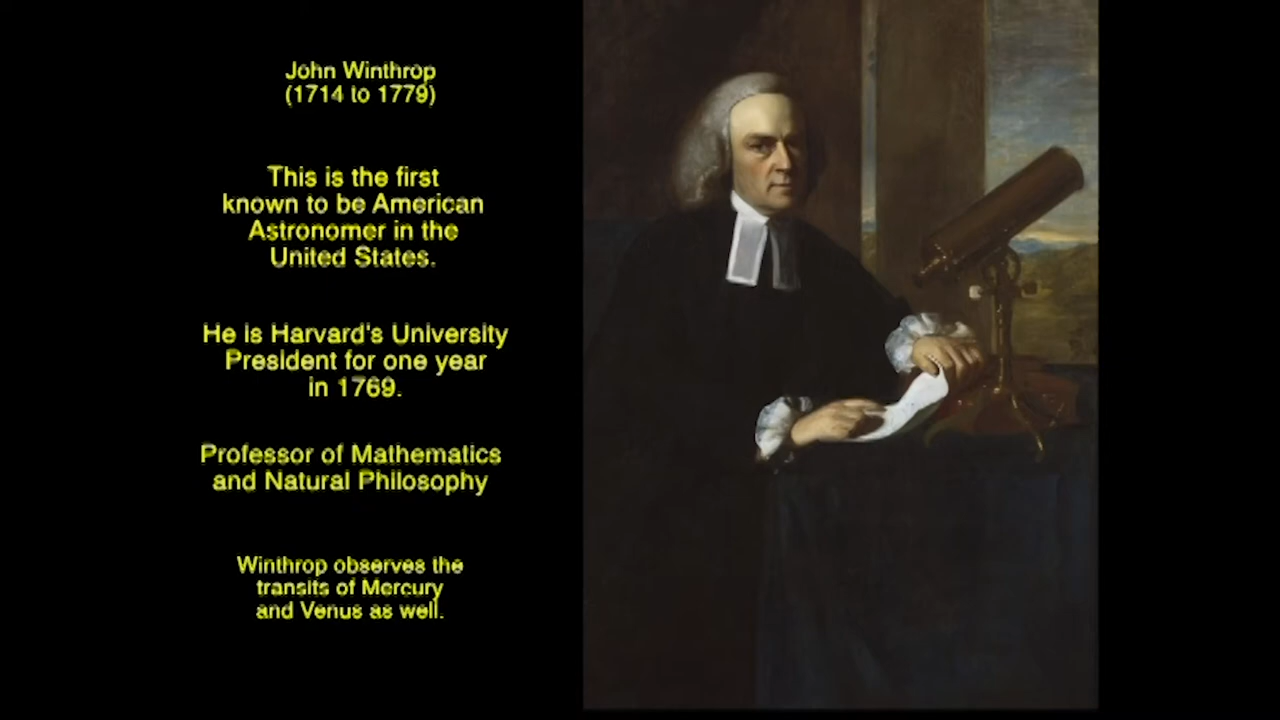 John Winthrop
(1714 to 1779)
This is the first
known to be American
Astronomer in the
United States.
He is Harvard's University
President for one year
in 1769.
Professor of Mathematics
and Natural Philosophy
Winthrop observes the
transits of Mercury
and Venus as well.